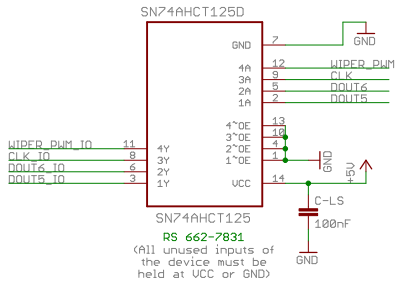 SN74AHCT125D
GND 7
GND
4A 12 WIPER_PWM
3A 9 CLK
2A 5 DOUT6
1A 2 DOUT5
4~OE 13
3~OE 10
2~OE 4
1~OE 1
GND
WIPER_PWM_IO 11 4Y
CLK_IO 8 3Y
DOUT6_IO 6 2Y
DOUT5_IO 3 1Y
VCC 14
+5V
SN74AHCT125
C-LS
100nF
GND
RS 662-7831
(All unused inputs of
the device must be
held at VCC or GND)